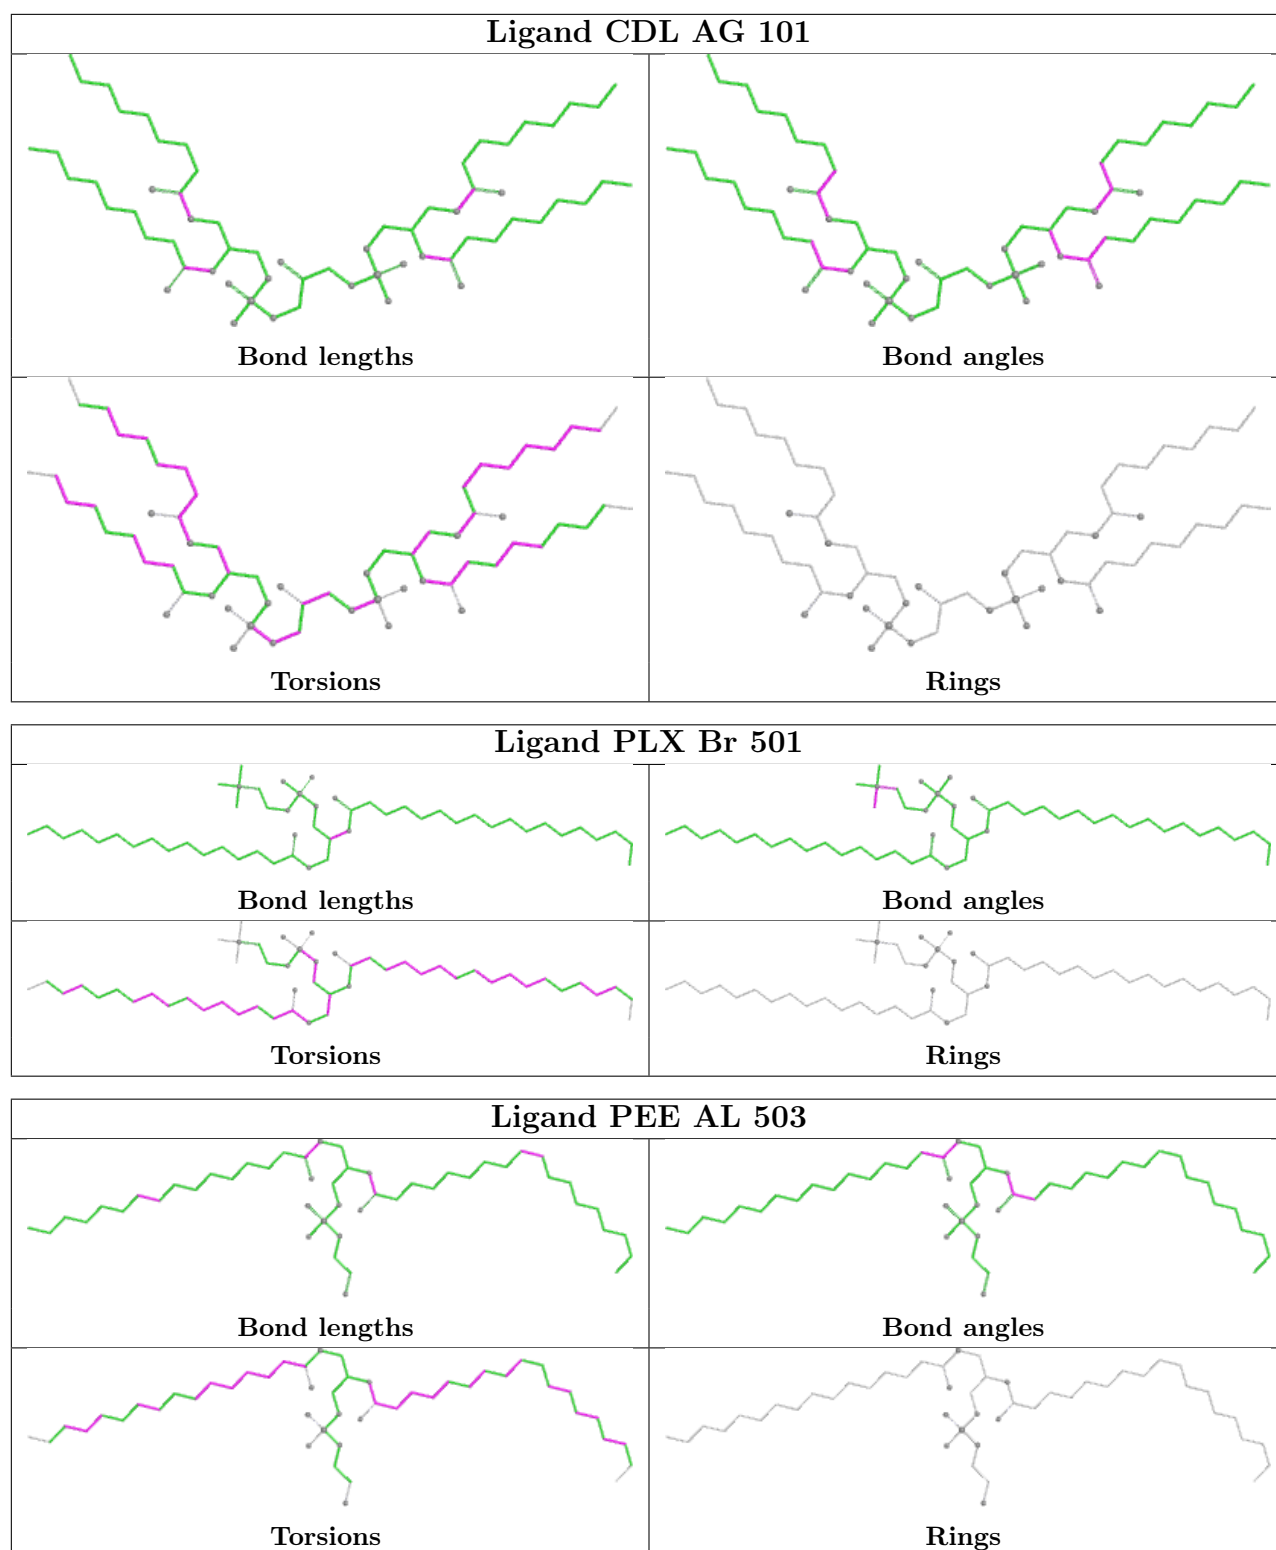 Ligand CDL AG 101
Bond lengths
Bond angles
Torsions
Rings
Ligand PLX Br 501
Bond lengths
Bond angles
Torsions
Rings
Ligand PEE AL 503
Bond lengths
Bond angles
Torsions
Rings